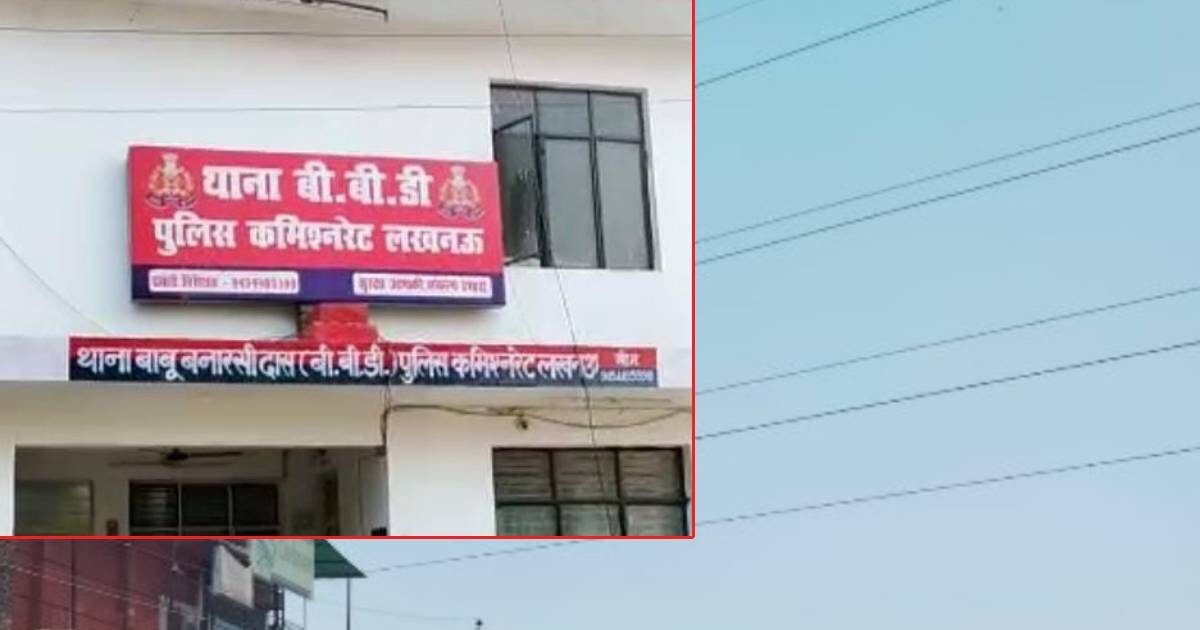 थाना बी.बी.डी
पुलिस कमिश्नरेट लखनऊ
थाना बाबू बनारसी दास (बी.बी.डी.) पुलिस कमिश्नरेट लखनऊ